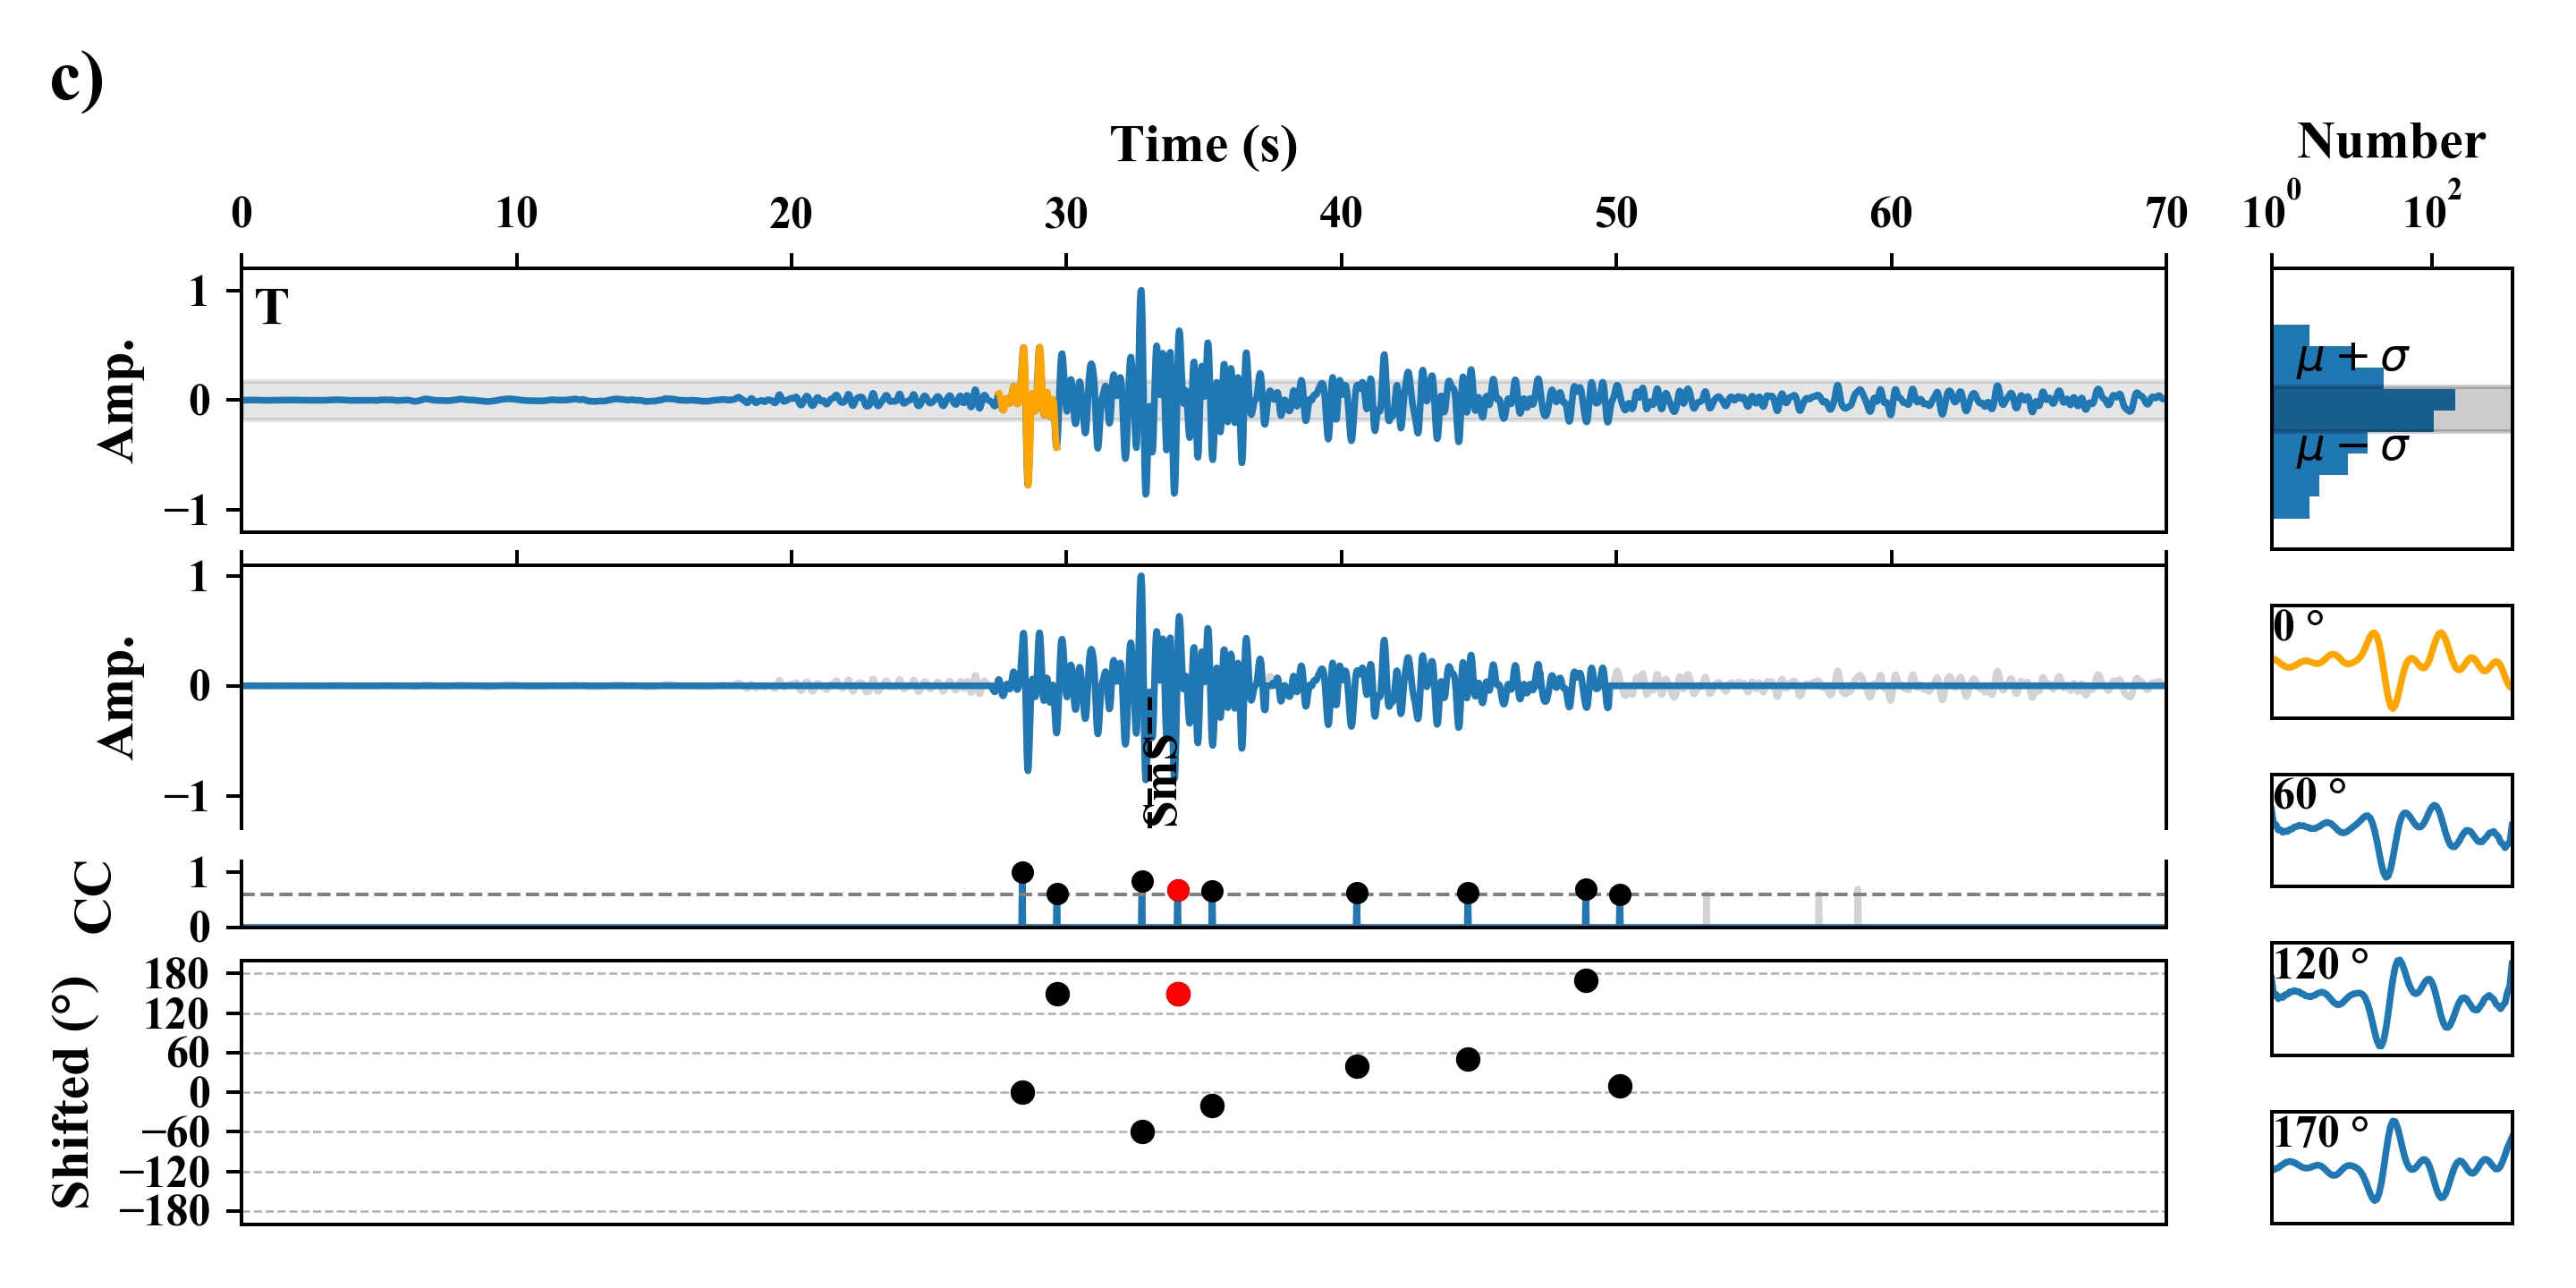 c)
Time (s)
Number
0 10 20 30 40 50 60 70
10^0 10^2
T
Amp.
1
0
−1
μ + σ
μ − σ
Amp.
1
0
−1
SmS
0 °
60 °
CC
1
0
120 °
Shifted (°)
180
120
60
0
−60
−120
−180
170 °